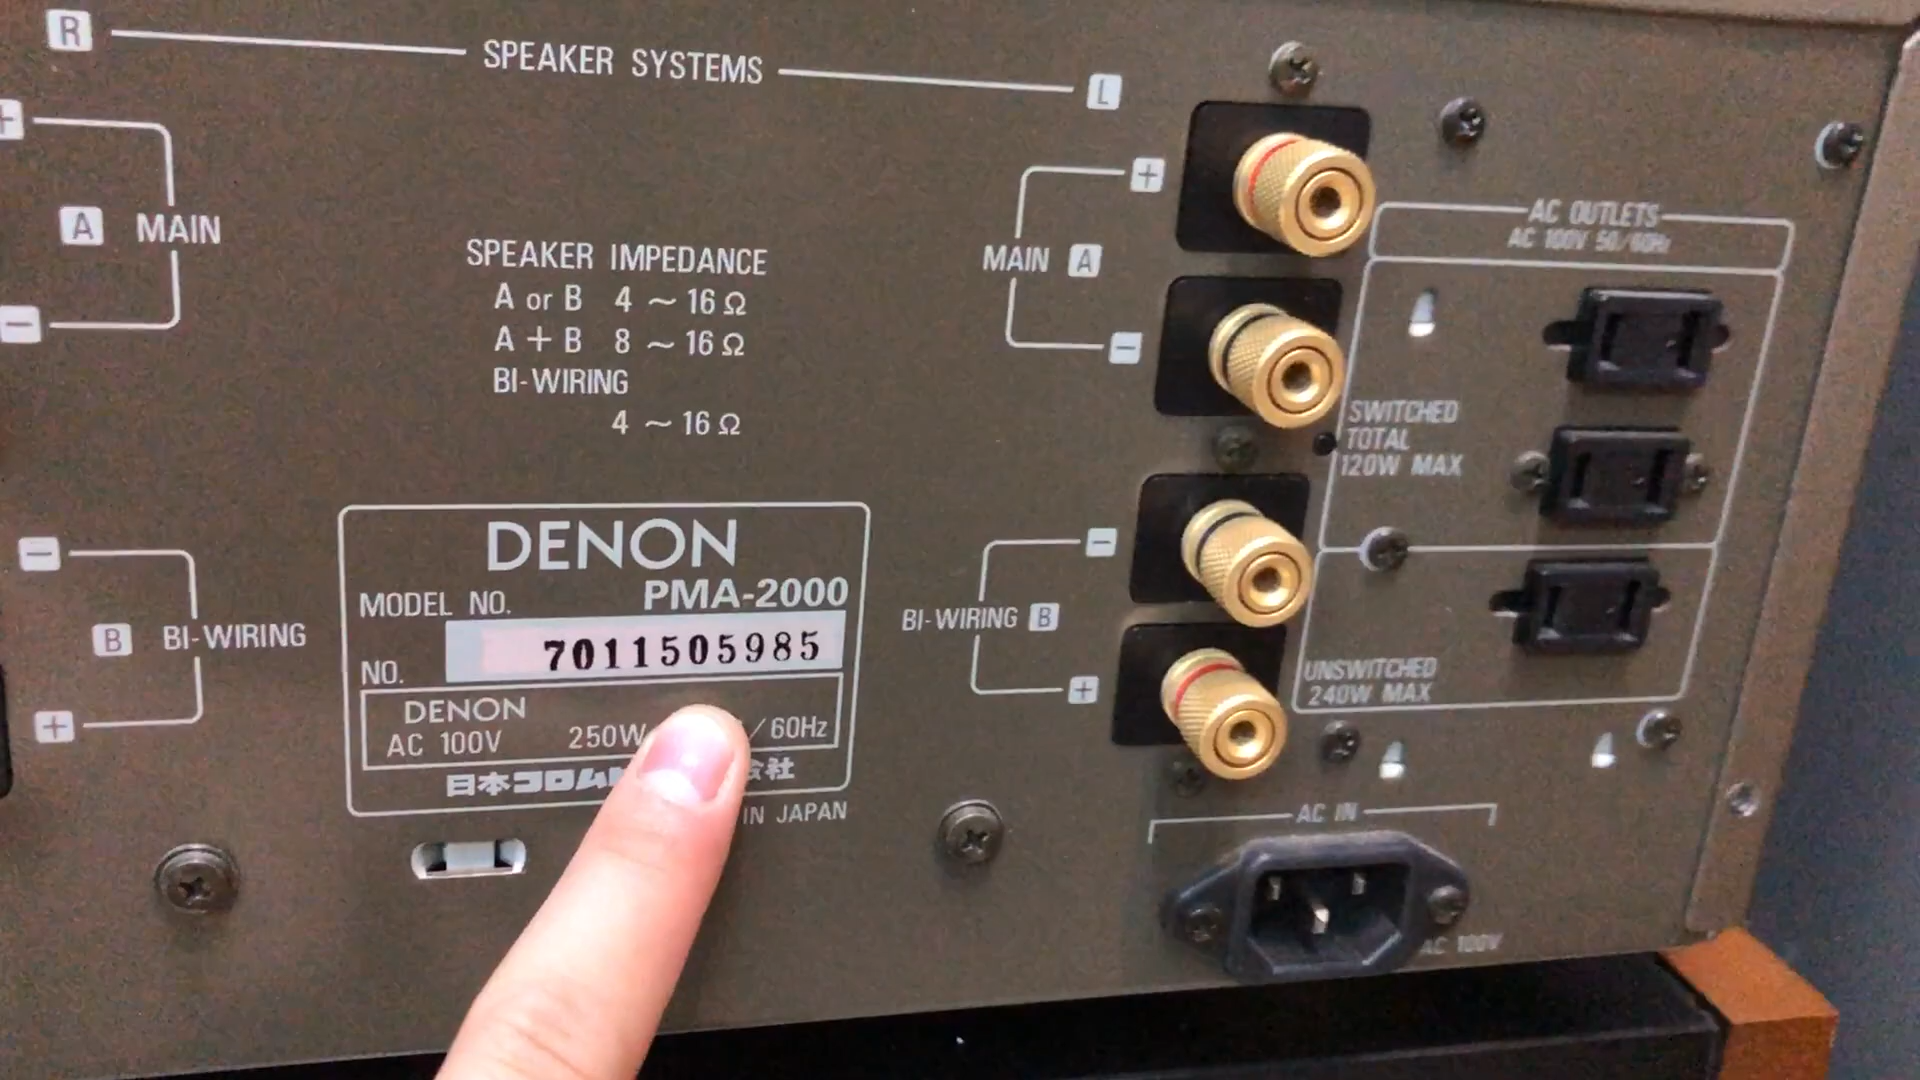 R SPEAKER SYSTEMS L
+
A MAIN
−
SPEAKER IMPEDANCE
A or B 4 ~ 16 Ω
A + B 8 ~ 16 Ω
BI-WIRING
4 ~ 16 Ω
+
MAIN A
−
AC OUTLETS
AC 100V 50/60Hz
SWITCHED
TOTAL
120W MAX
UNSWITCHED
240W MAX
−
B BI-WIRING
+
DENON
MODEL NO. PMA-2000
NO. 7011505985
DENON
AC 100V 250W /60Hz
日本コロム 会社
IN JAPAN
−
BI-WIRING B
+
AC IN
AC 100V